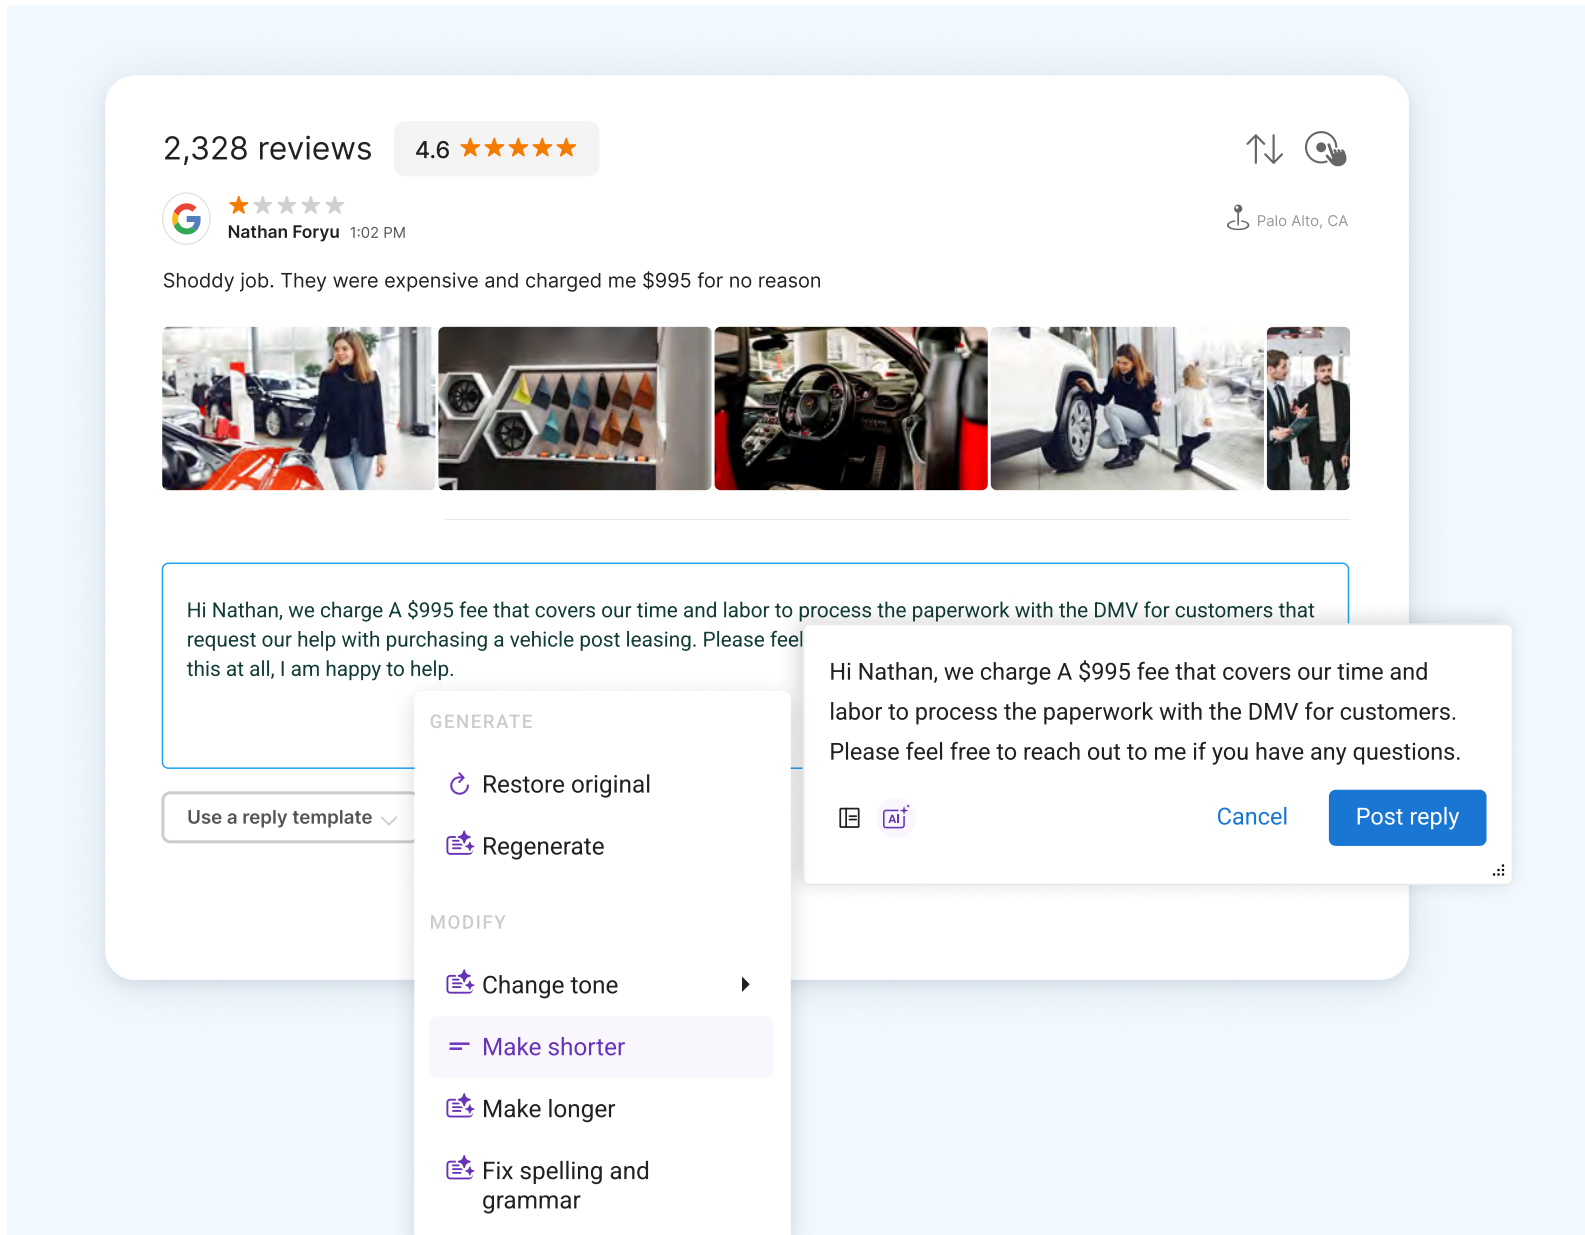 2,328 reviews
4.6
Nathan Foryu 1:02 PM
Palo Alto, CA
Shoddy job. They were expensive and charged me $995 for no reason
Hi Nathan, we charge A $995 fee that covers our time and labor to process the paperwork with the DMV for customers that
request our help with purchasing a vehicle post leasing. Please feel
this at all, I am happy to help.
Use a reply template
GENERATE
Restore original
Regenerate
MODIFY
Change tone
Make shorter
Make longer
Fix spelling and
grammar
Hi Nathan, we charge A $995 fee that covers our time and
labor to process the paperwork with the DMV for customers.
Please feel free to reach out to me if you have any questions.
AI
Cancel
Post reply